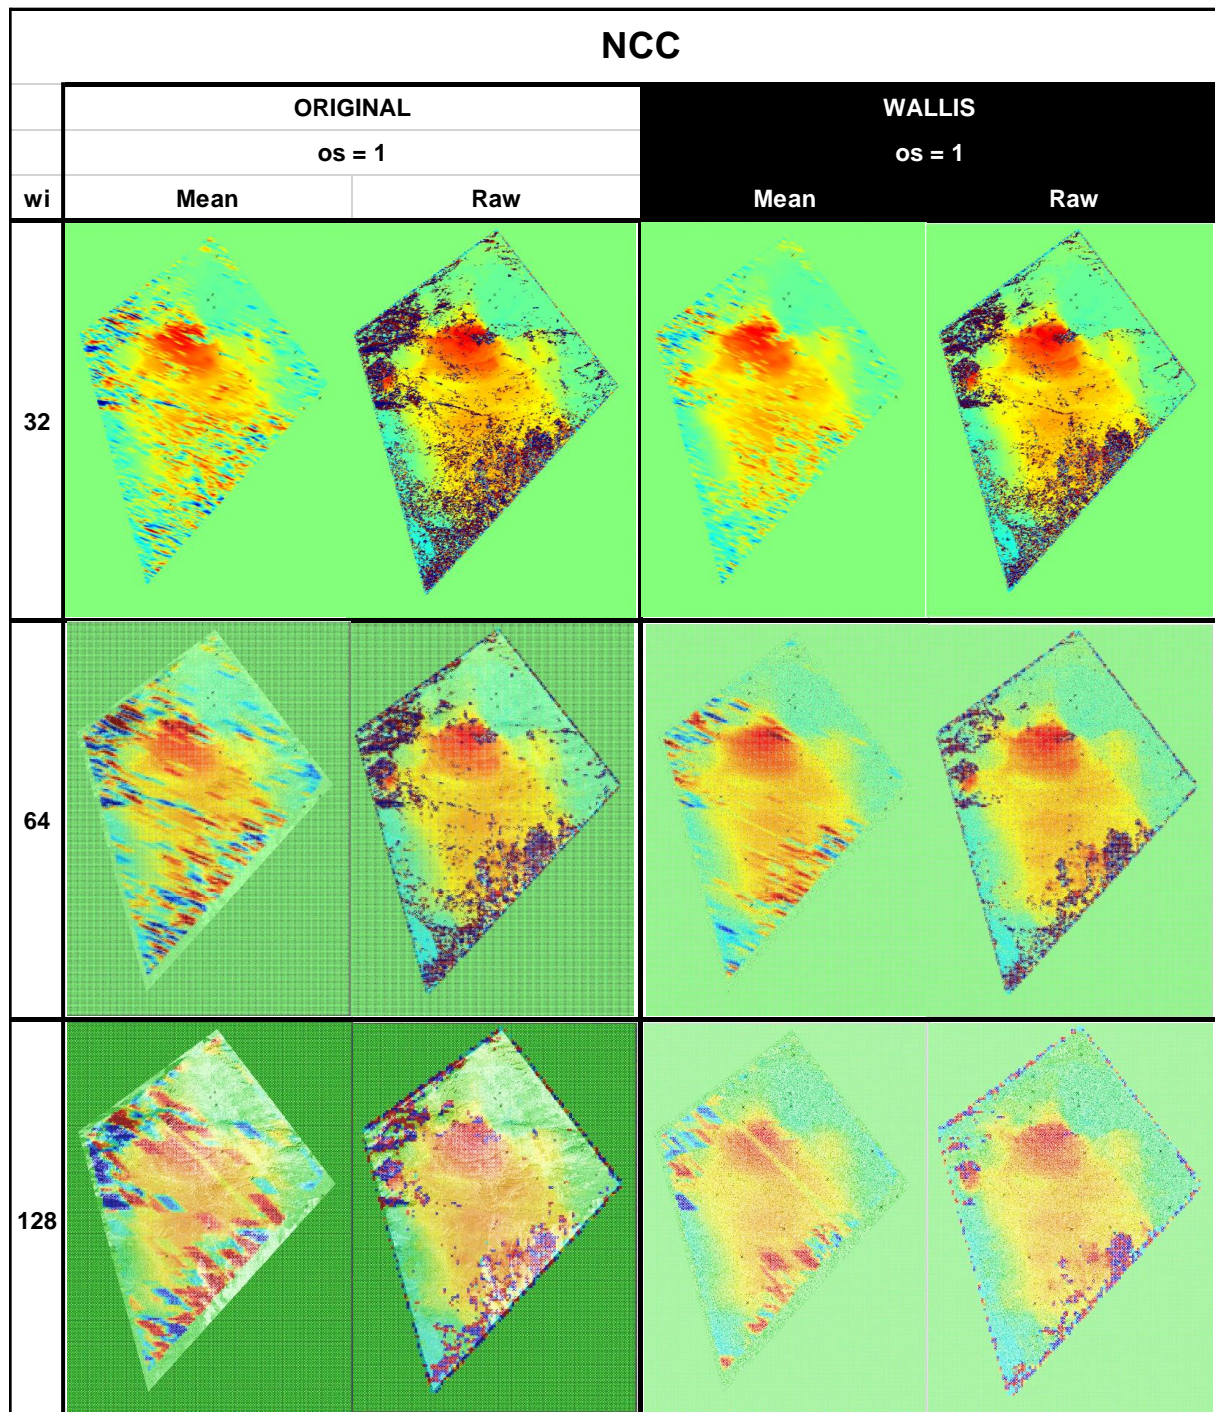 NCC
ORIGINAL WALLIS
os = 1 os = 1
wi Mean Raw Mean Raw
32
64
128